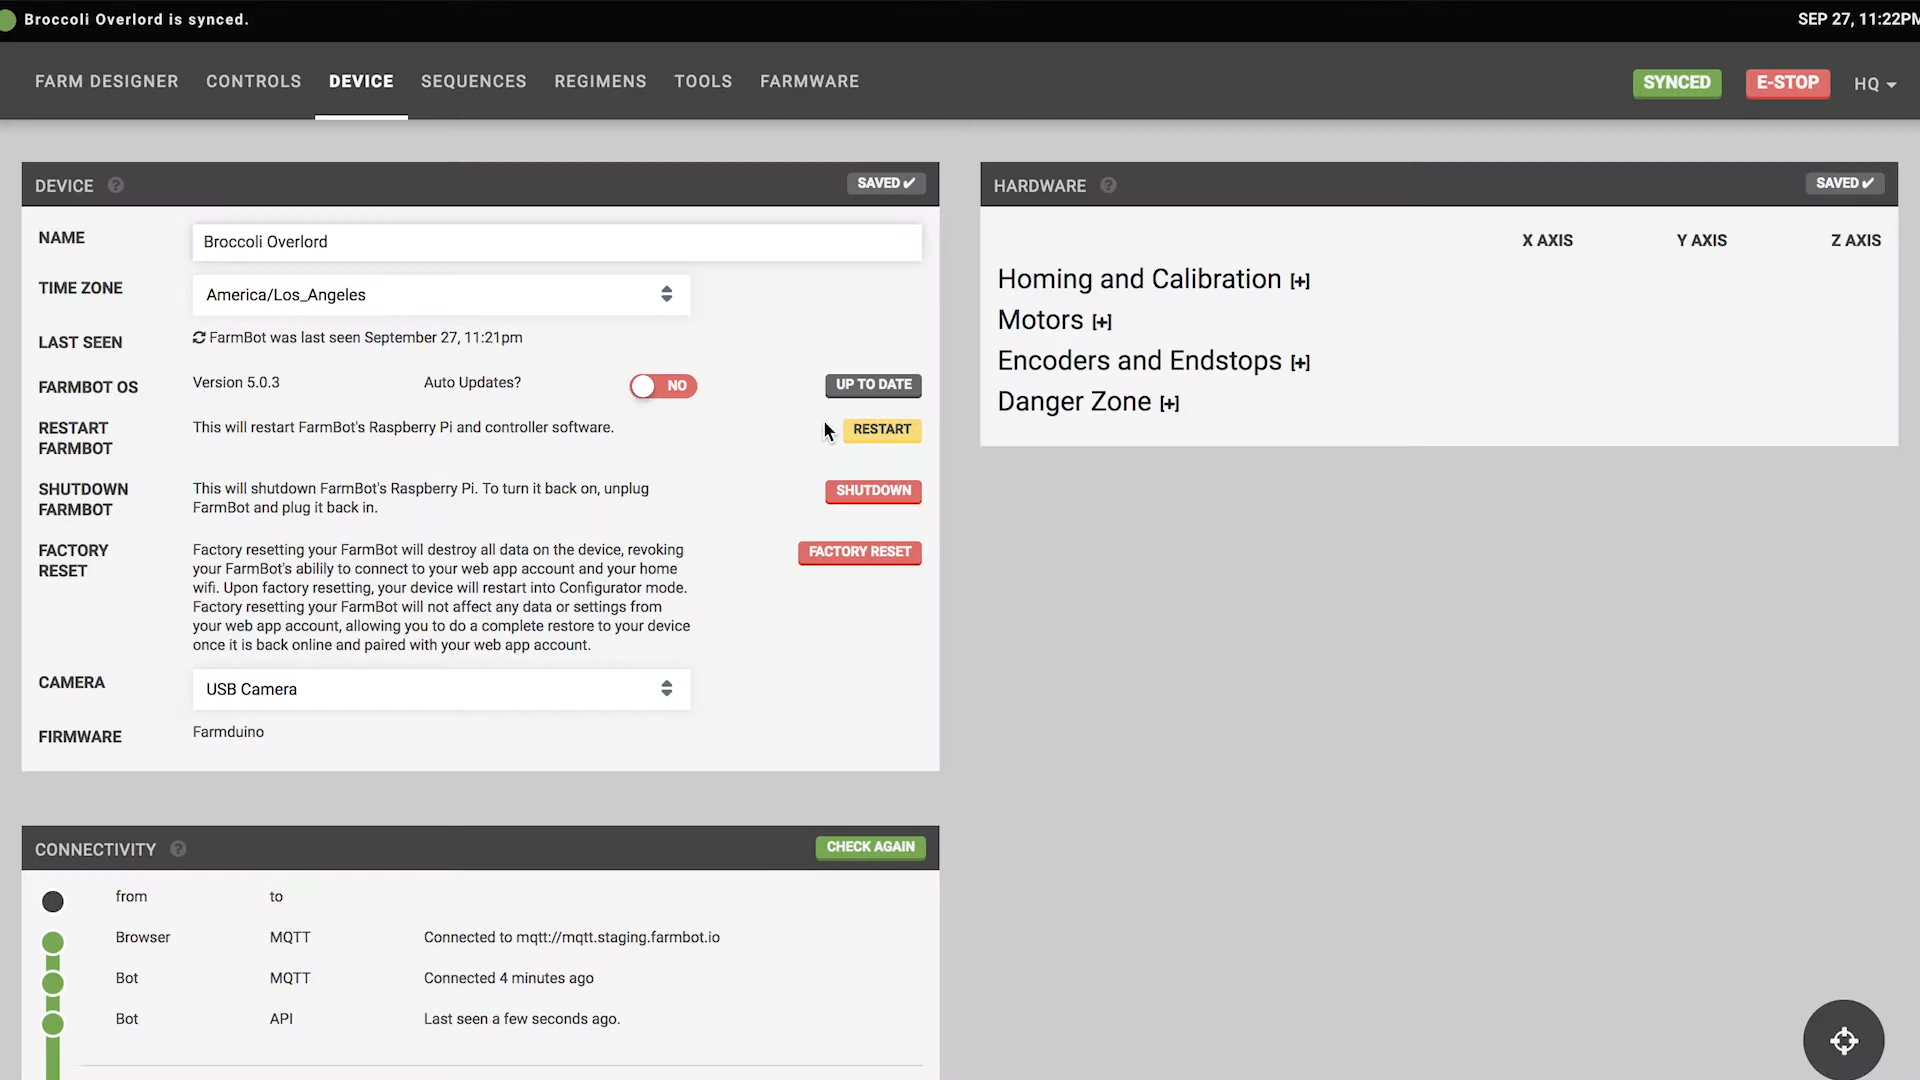 Broccoli Overlord is synced.
SEP 27, 11:22PM
FARM DESIGNER CONTROLS DEVICE SEQUENCES REGIMENS TOOLS FARMWARE
SYNCED E-STOP HQ
DEVICE SAVED ✔
NAME Broccoli Overlord
TIME ZONE America/Los_Angeles
LAST SEEN FarmBot was last seen September 27, 11:21pm
FARMBOT OS Version 5.0.3 Auto Updates? NO UP TO DATE
RESTART
FARMBOT
This will restart FarmBot's Raspberry Pi and controller software.
RESTART
SHUTDOWN
FARMBOT
This will shutdown FarmBot's Raspberry Pi. To turn it back on, unplug
FarmBot and plug it back in.
SHUTDOWN
FACTORY
RESET
Factory resetting your FarmBot will destroy all data on the device, revoking
your FarmBot's abilily to connect to your web app account and your home
wifi. Upon factory resetting, your device will restart into Configurator mode.
Factory resetting your FarmBot will not affect any data or settings from
your web app account, allowing you to do a complete restore to your device
once it is back online and paired with your web app account.
FACTORY RESET
CAMERA USB Camera
FIRMWARE Farmduino
HARDWARE SAVED ✔
X AXIS Y AXIS Z AXIS
Homing and Calibration [+]
Motors [+]
Encoders and Endstops [+]
Danger Zone [+]
CONNECTIVITY CHECK AGAIN
from to
Browser MQTT Connected to mqtt://mqtt.staging.farmbot.io
Bot MQTT Connected 4 minutes ago
Bot API Last seen a few seconds ago.